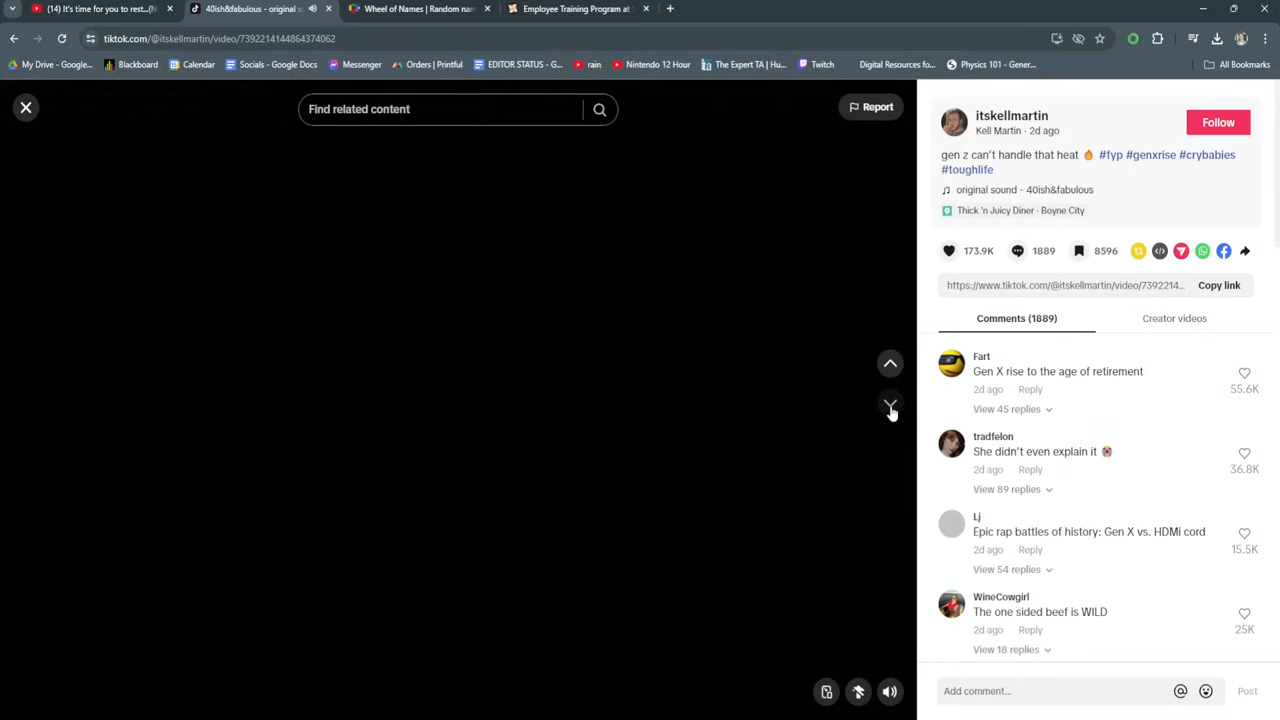 (14) It's time for you to rest...(N
40ish&fabulous - original s
Wheel of Names | Random nam
Employee Training Program at S
tiktok.com/@itskellmartin/video/7392214144864374062
My Drive - Google...
Blackboard
Calendar
Socials - Google Docs
Messenger
Orders | Printful
EDITOR STATUS - G...
rain
Nintendo 12 Hour
The Expert TA | Hu...
Twitch
Digital Resources fo...
Physics 101 - Gener...
All Bookmarks
Find related content
Report
itskellmartin
Kell Martin · 2d ago
Follow
gen z can't handle that heat 🔥 #fyp #genxrise #crybabies
#toughlife
original sound - 40ish&fabulous
Thick 'n Juicy Diner · Boyne City
173.9K
1889
8596
https://www.tiktok.com/@itskellmartin/video/7392214...
Copy link
Comments (1889)
Creator videos
Fart
Gen X rise to the age of retirement
2d ago Reply
55.6K
View 45 replies
tradfelon
She didn't even explain it
2d ago Reply
36.8K
View 89 replies
Lj
Epic rap battles of history: Gen X vs. HDMi cord
2d ago Reply
15.5K
View 54 replies
WineCowgirl
The one sided beef is WILD
2d ago Reply
25K
View 18 replies
Add comment...
Post